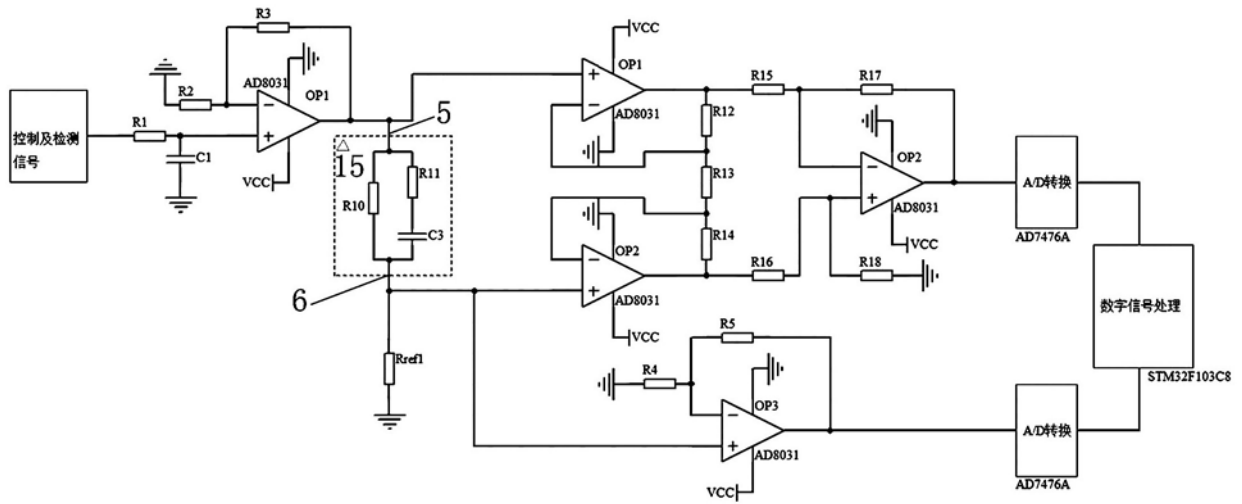 R3
AD8031
OP1
R2
R1
C1
VCC
控制及检测
信号
5
△
15
R10
R11
C3
6
Rref1
VCC
OP1
AD8031
R12
R13
R14
OP2
AD8031
VCC
R15
R17
OP2
AD8031
VCC
R16
R18
R5
R4
OP3
AD8031
VCC
A/D转换
AD7476A
数字信号处理
STM32F103C8
A/D转换
AD7476A